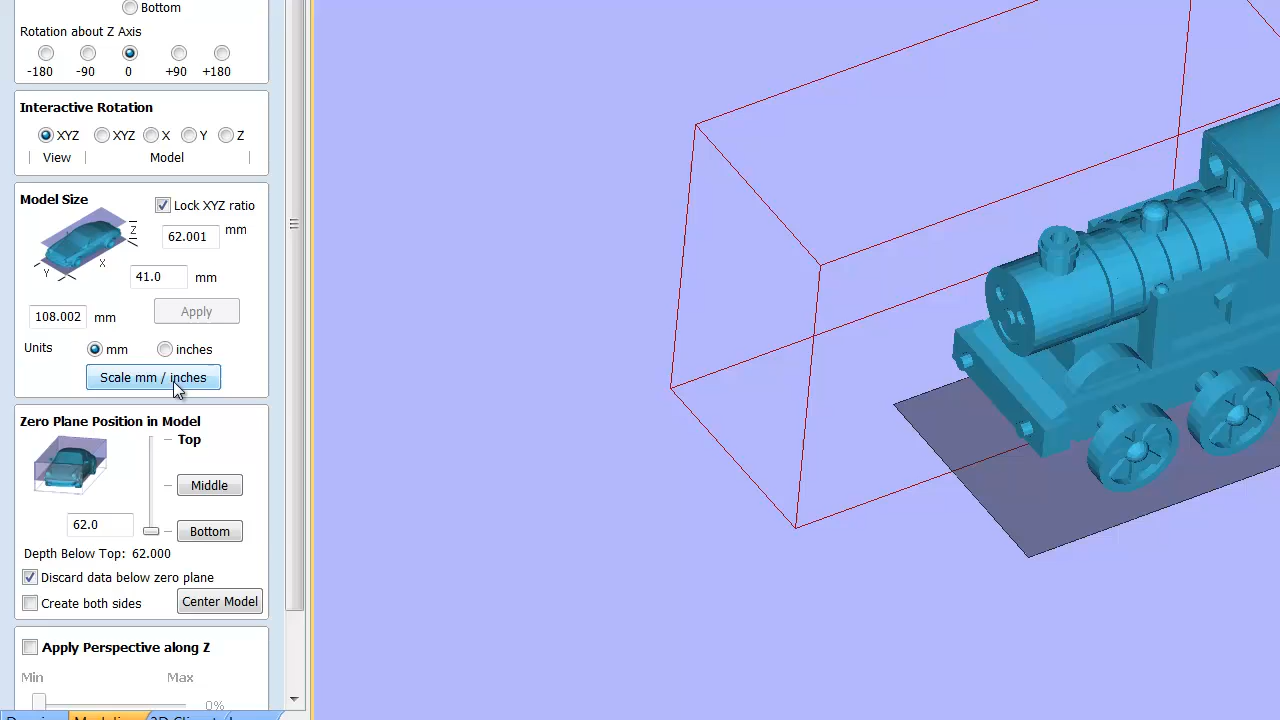 Bottom
Rotation about Z Axis
-180 -90 0 +90 +180
Interactive Rotation
XYZ XYZ X Y Z
View Model
Model Size
Lock XYZ ratio
62.001 mm
Z
X
Y
41.0 mm
108.002 mm Apply
Units mm inches
Scale mm / inches
Zero Plane Position in Model
Top
Middle
62.0
Bottom
Depth Below Top: 62.000
Discard data below zero plane
Create both sides Center Model
Apply Perspective along Z
Min Max
0%